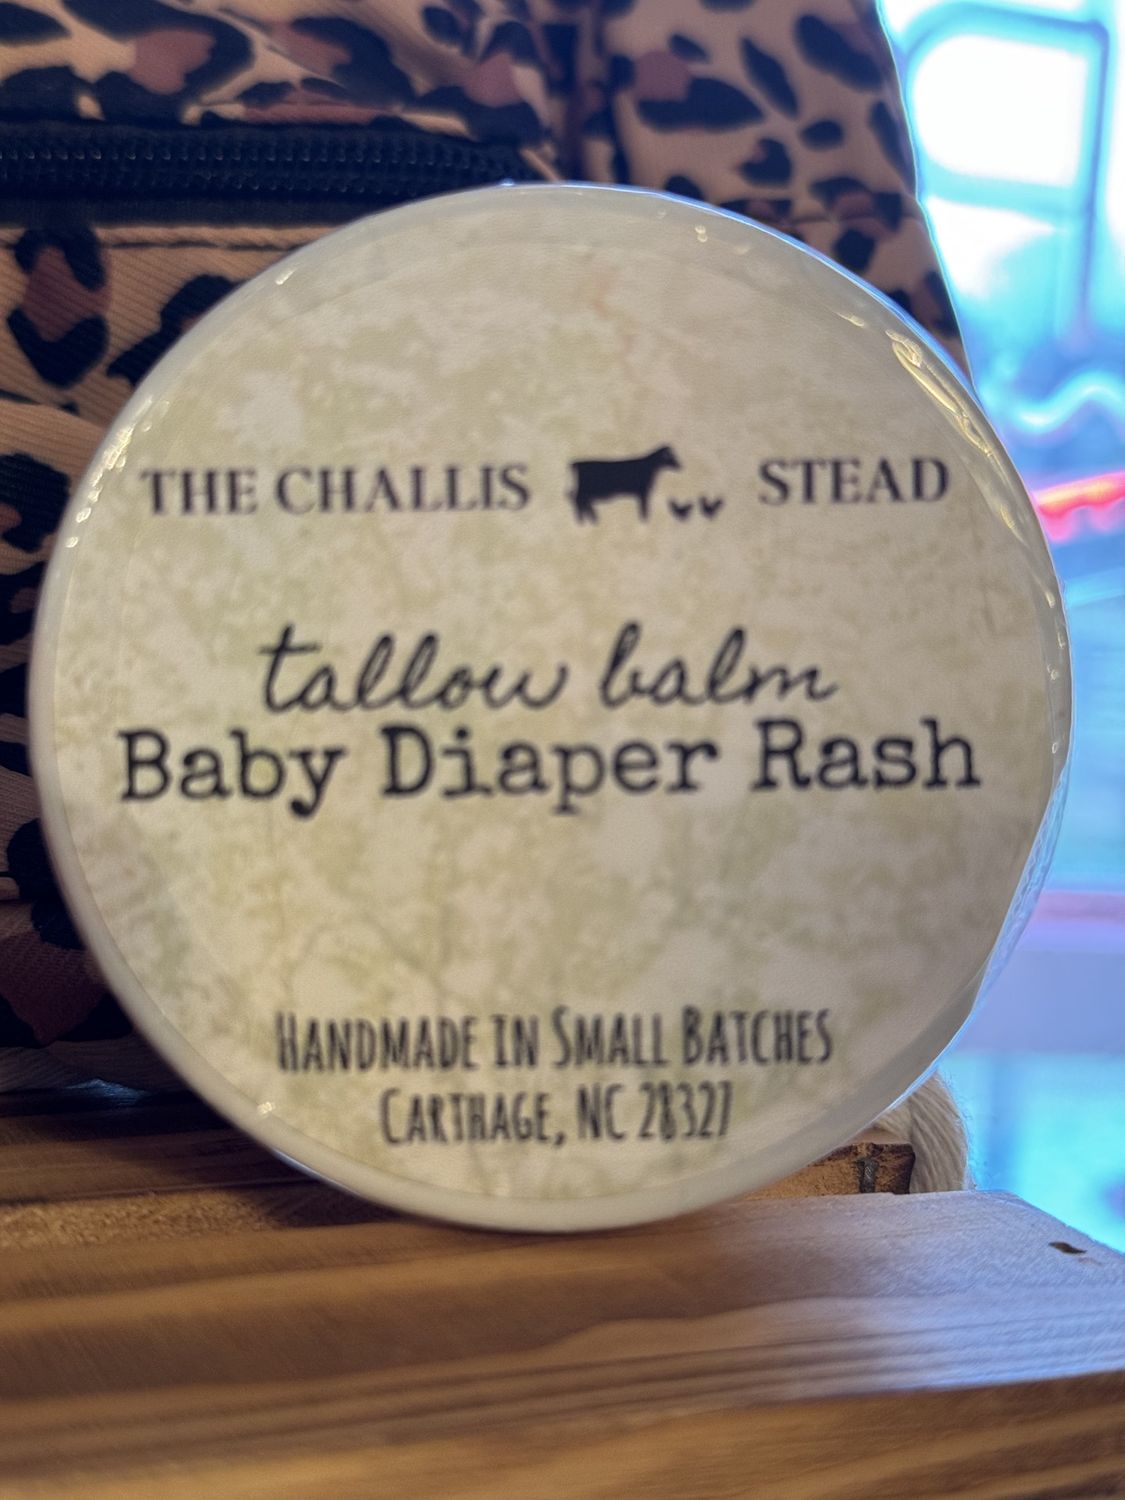 THE CHALLIS STEAD
tallow balm
Baby Diaper Rash
HANDMADE IN SMALL BATCHES
CARTHAGE, NC 28327